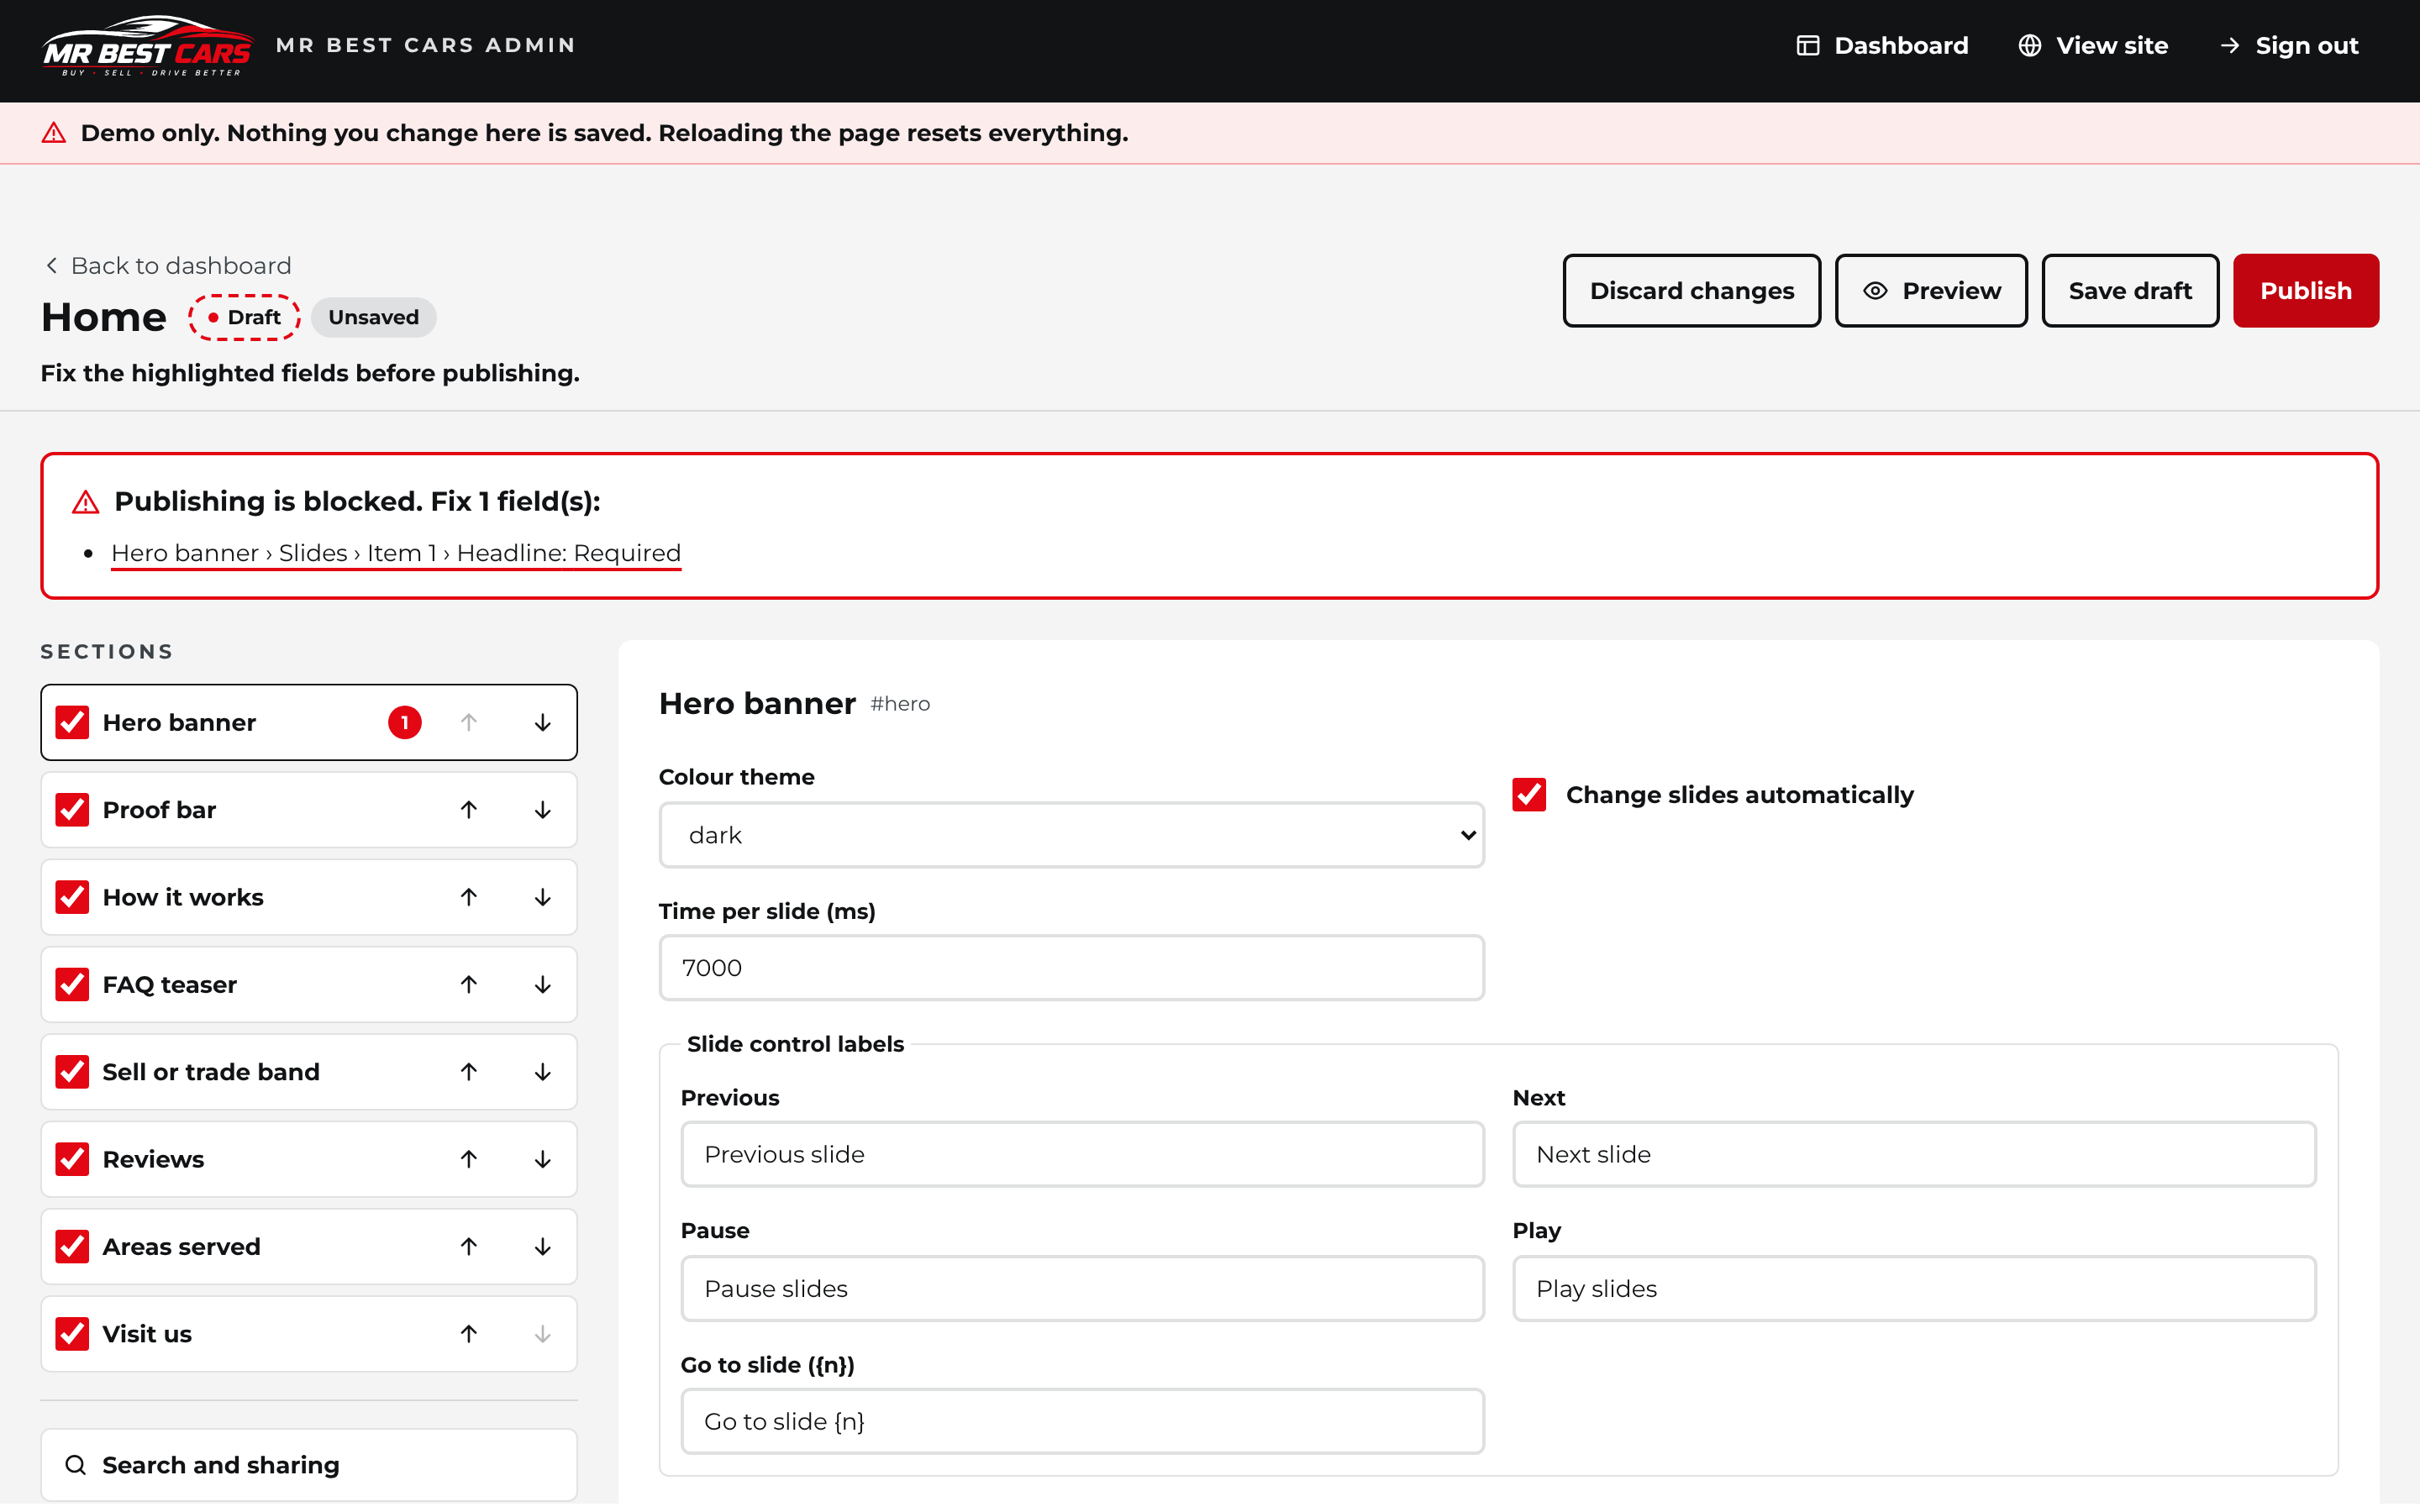 MR BEST CARS
BUY • SELL • DRIVE BETTER
MR BEST CARS ADMIN
Dashboard
View site
Sign out
Demo only. Nothing you change here is saved. Reloading the page resets everything.
Back to dashboard
Home
Draft
Unsaved
Discard changes
Preview
Save draft
Publish
Fix the highlighted fields before publishing.
Publishing is blocked. Fix 1 field(s):
• Hero banner › Slides › Item 1 › Headline: Required
SECTIONS
Hero banner
1
Proof bar
How it works
FAQ teaser
Sell or trade band
Reviews
Areas served
Visit us
Search and sharing
Hero banner #hero
Colour theme
dark
Change slides automatically
Time per slide (ms)
7000
Slide control labels
Previous
Previous slide
Next
Next slide
Pause
Pause slides
Play
Play slides
Go to slide ({n})
Go to slide {n}